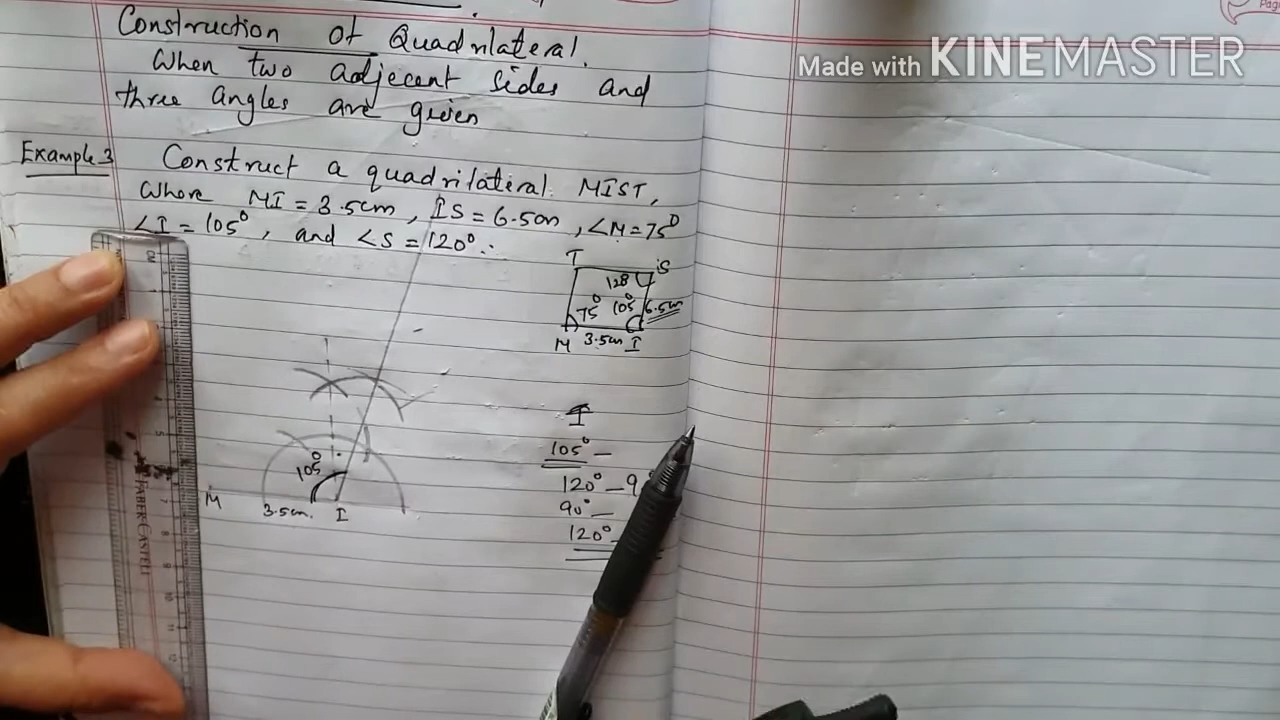 Construction of Quadrilateral.
When two adjecent sides and
three angles are given
Made with KINEMASTER
Example 3 Construct a quadrilateral MIST,
Where MI = 3.5cm, IS = 6.5cm, ∠M = 75°
∠I = 105°, and ∠S = 120°.
T S
120
75° 105° 6.5cm
M 3.5cm I
I
105° –
120° –
90° –
120°
105°
M 3.5cm. I
FABER-CASTELL